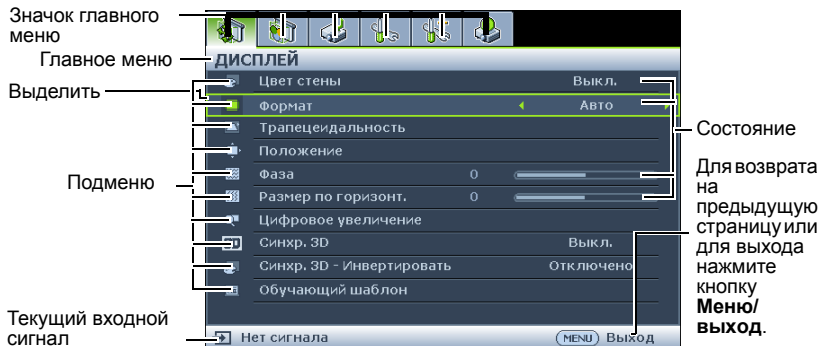 Значок главного
меню
Главное меню
Выделить
Подменю
Текущий входной
сигнал
ДИСПЛЕЙ
Цвет стены Выкл.
Формат Авто
Трапецеидальность
Положение
Фаза 0
Размер по горизонт. 0
Цифровое увеличение
3D Синхр. 3D Выкл.
Синхр. 3D - Инвертировать Отключено
Обучающий шаблон
Нет сигнала MENU Выход
Состояние
Для возврата
на
предыдущую
страницу или
для выхода
нажмите
кнопку
Меню/
выход.